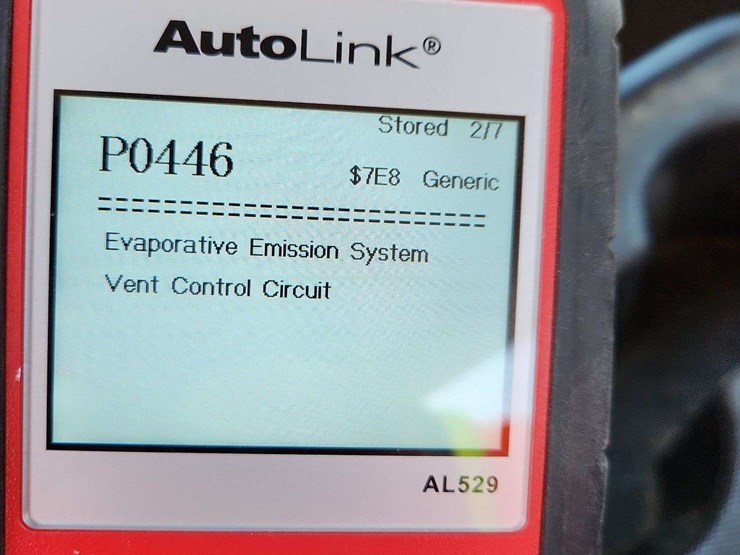 AutoLink®
Stored 2/7
P0446
$7E8 Generic
==========================
Evaporative Emission System
Vent Control Circuit
AL529